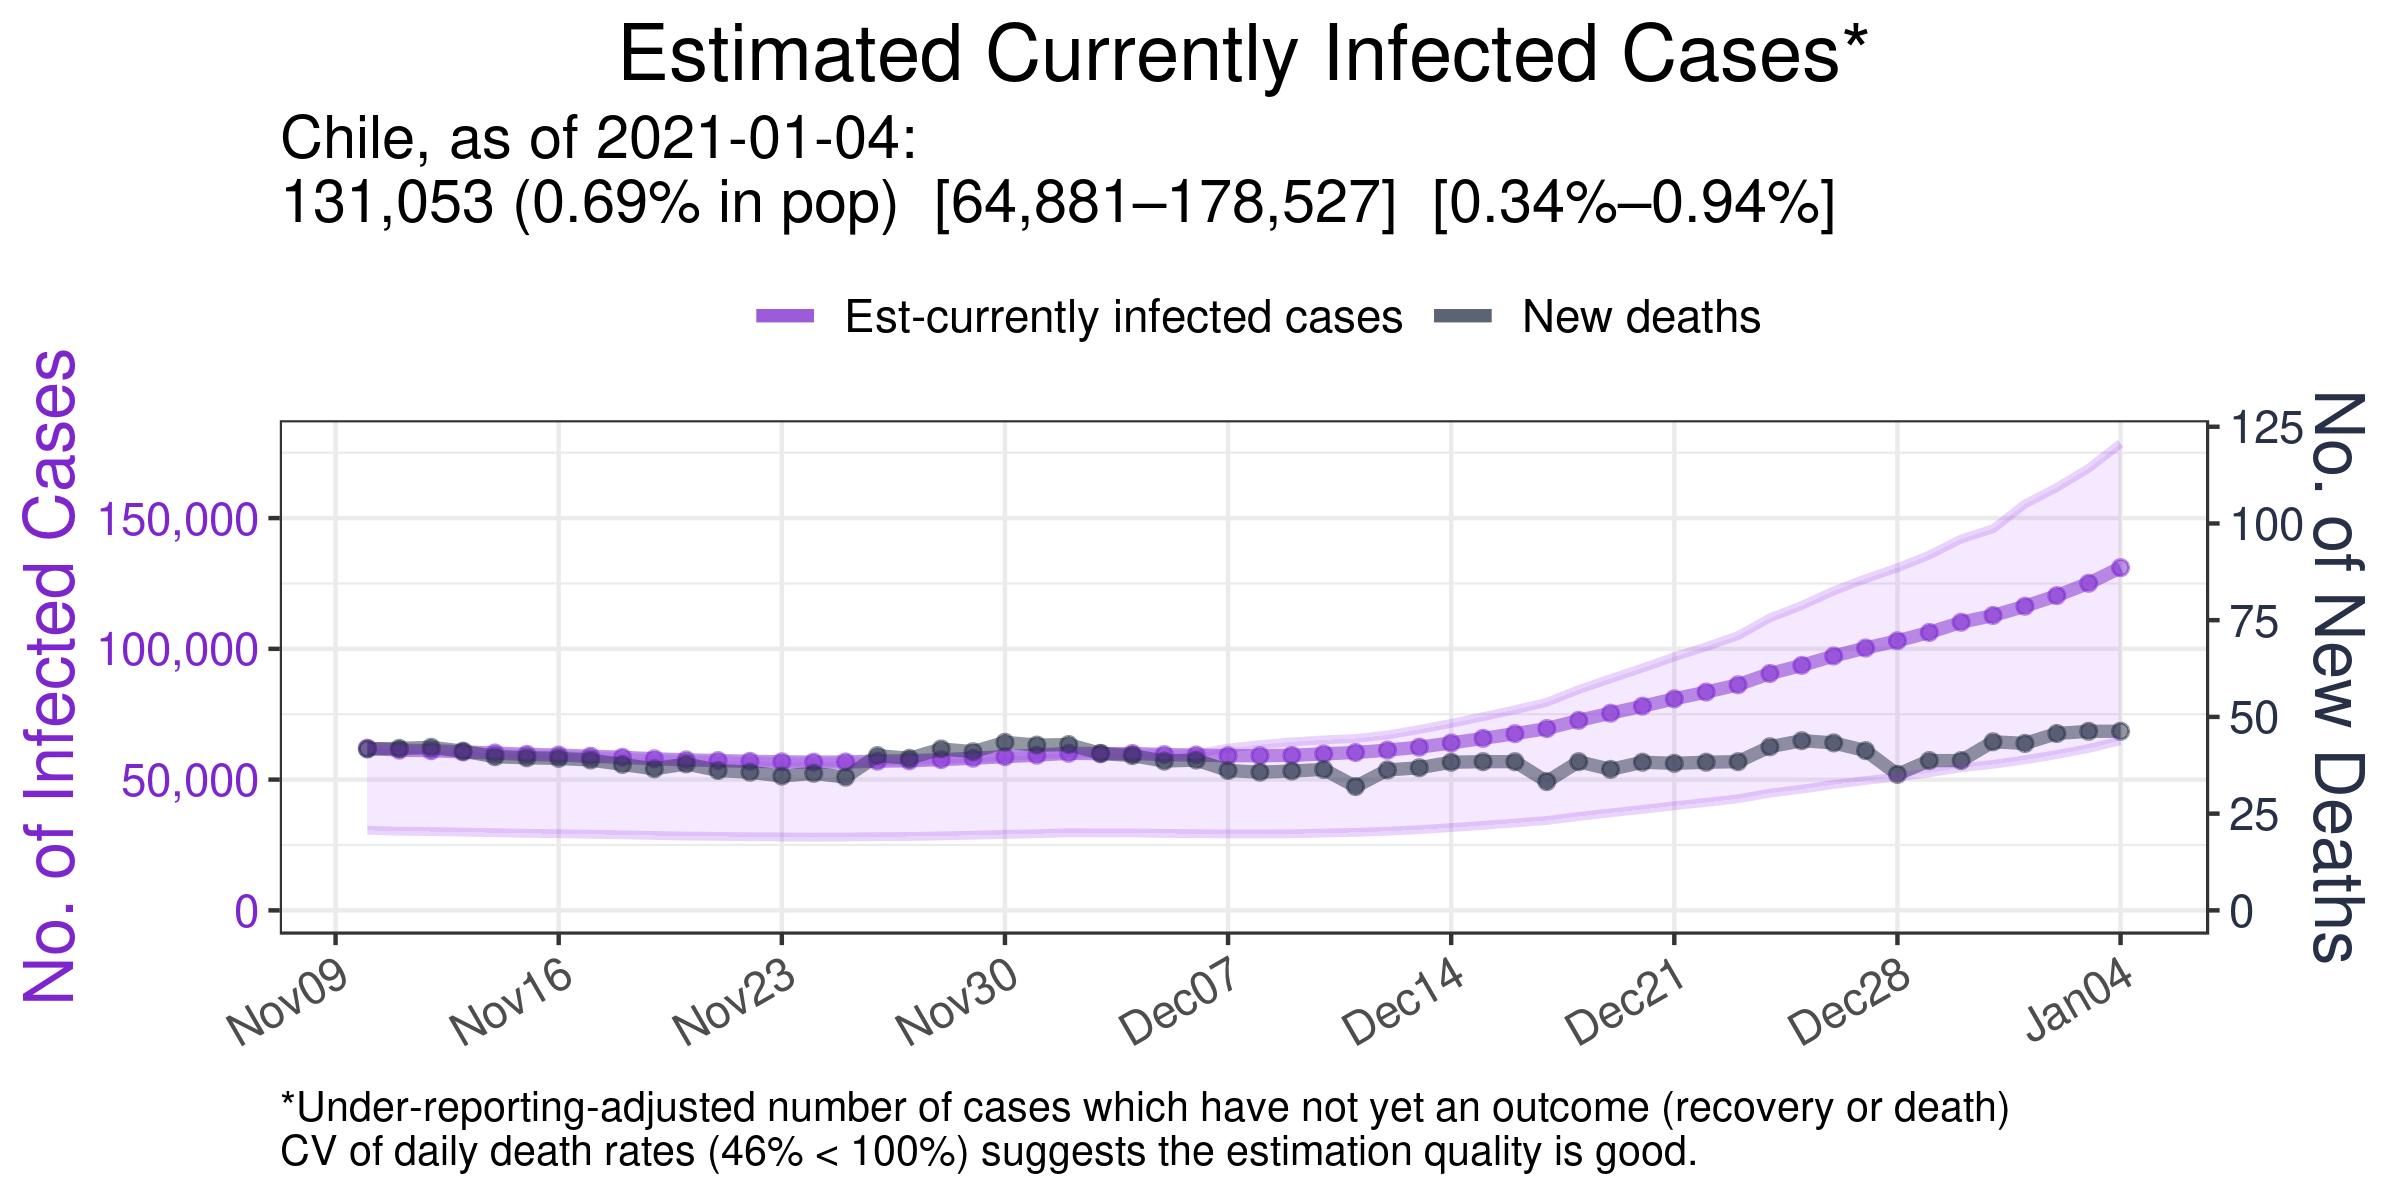 Estimated Currently Infected Cases*
Chile, as of 2021-01-04:
131,053 (0.69% in pop)  [64,881–178,527]  [0.34%–0.94%]
Est-currently infected cases
New deaths
No. of Infected Cases
150,000
100,000
50,000
0
125
100
75
50
25
0
No. of New Deaths
Nov09
Nov16
Nov23
Nov30
Dec07
Dec14
Dec21
Dec28
Jan04
*Under-reporting-adjusted number of cases which have not yet an outcome (recovery or death)
CV of daily death rates (46% < 100%) suggests the estimation quality is good.